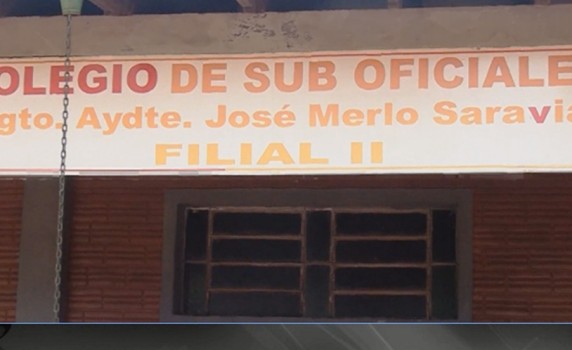 OLEGIO DE SUB OFICIALE
gto. Aydte. José Merlo Saravia
FILIAL II